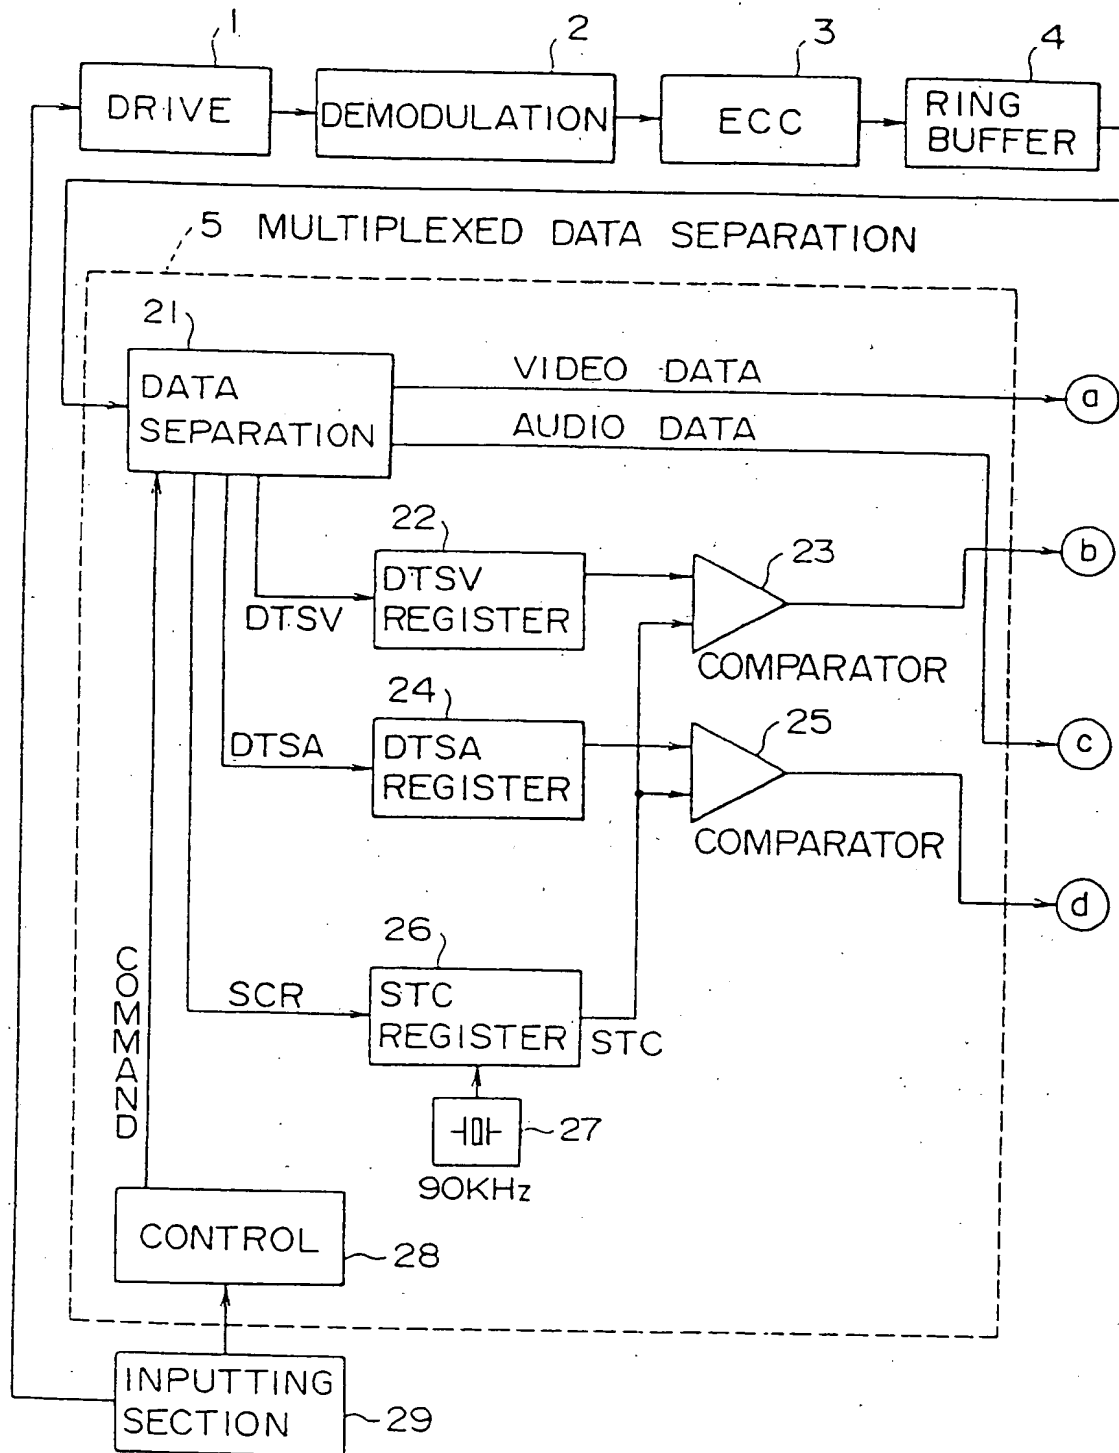 1
2
3
4
DRIVE
DEMODULATION
ECC
RING
BUFFER
5 MULTIPLEXED DATA SEPARATION
21
DATA
SEPARATION
VIDEO DATA
AUDIO DATA
a
22
DTSV
REGISTER
DTSV
23
COMPARATOR
b
24
DTSA
REGISTER
DTSA
25
COMPARATOR
c
d
26
STC
REGISTER
SCR
STC
27
90KHz
COMMAND
CONTROL
28
INPUTTING
SECTION
29